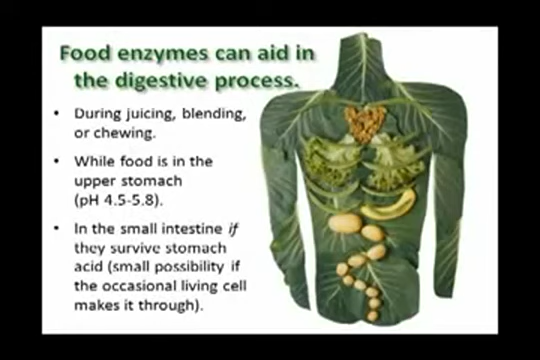 Food enzymes can aid in
the digestive process.
• During juicing, blending,
or chewing.
• While food is in the
upper stomach
(pH 4.5-5.8).
• In the small intestine if
they survive stomach
acid (small possibility if
the occasional living cell
makes it through).